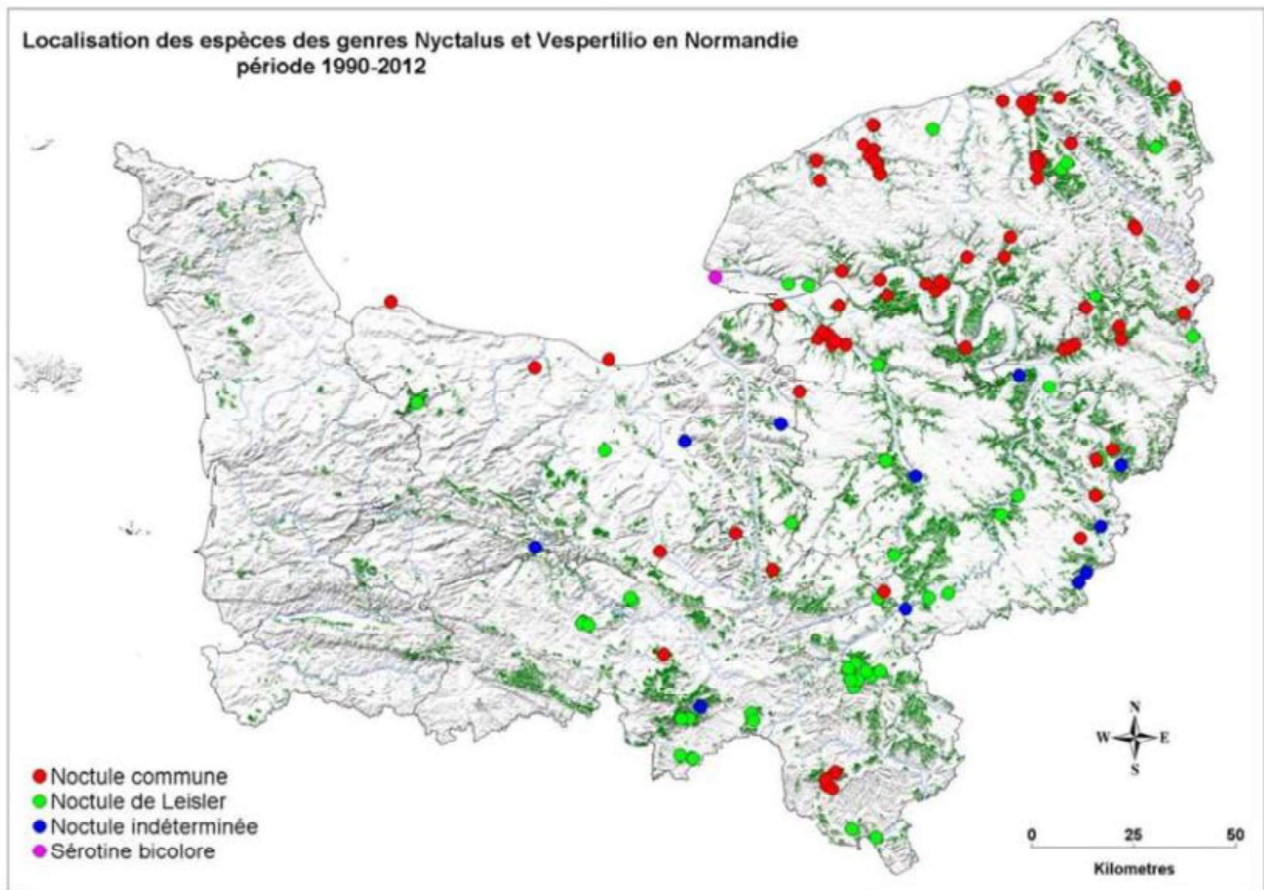 Localisation des espèces des genres Nyctalus et Vespertilio en Normandie
période 1990-2012
N
W E
S
Noctule commune
Noctule de Leisler
Noctule indéterminée
Sérotine bicolore
0 25 50
Kilometres